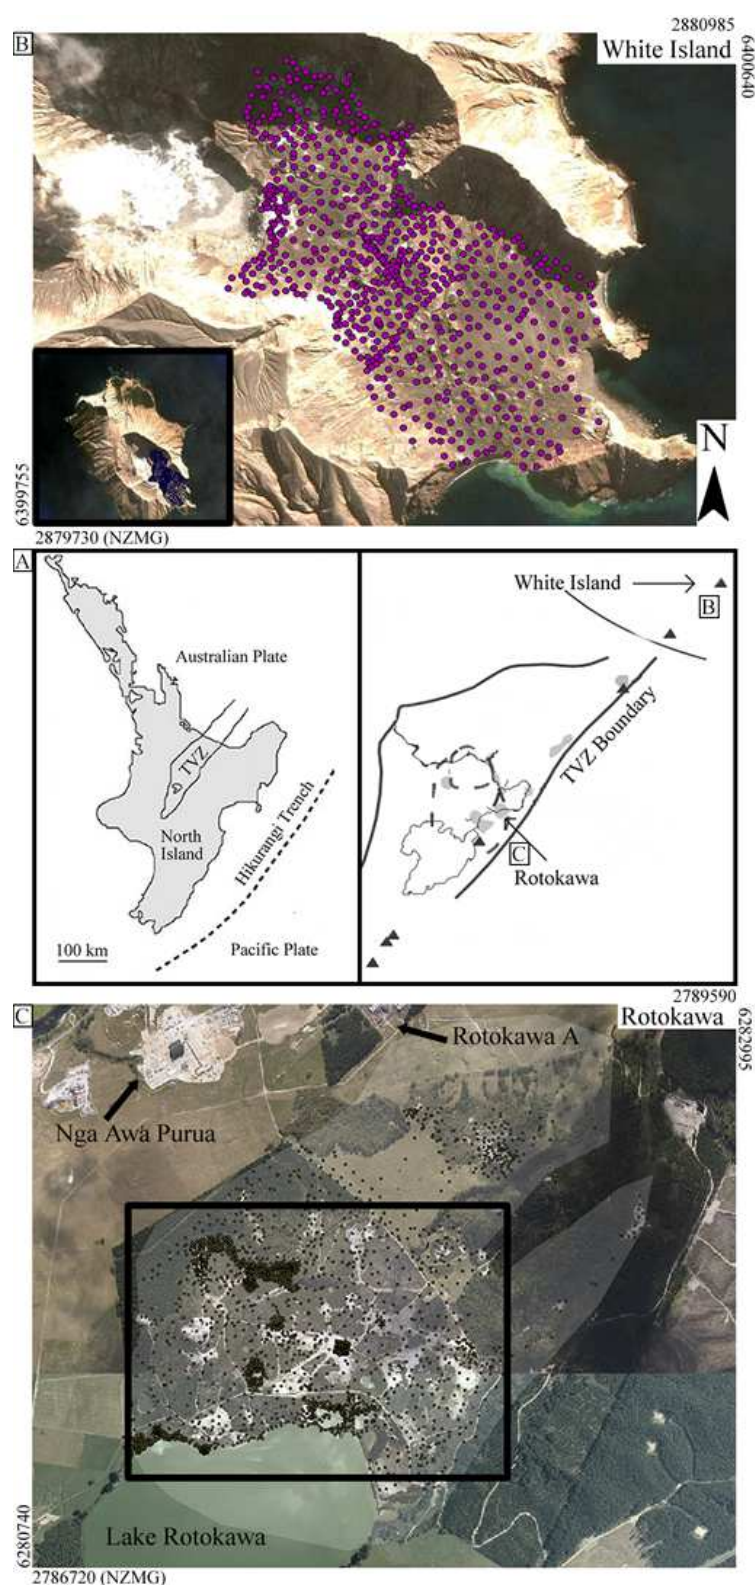 2880985
B
White Island
6400640
N
6399755
2879730 (NZMG)
A
Australian Plate
TVZ
North
Island
Hikurangi Trench
100 km
Pacific Plate
White Island
B
TVZ Boundary
C
Rotokawa
2789590
C
Rotokawa
6282995
Rotokawa A
Nga Awa Purua
Lake Rotokawa
6280740
2786720 (NZMG)